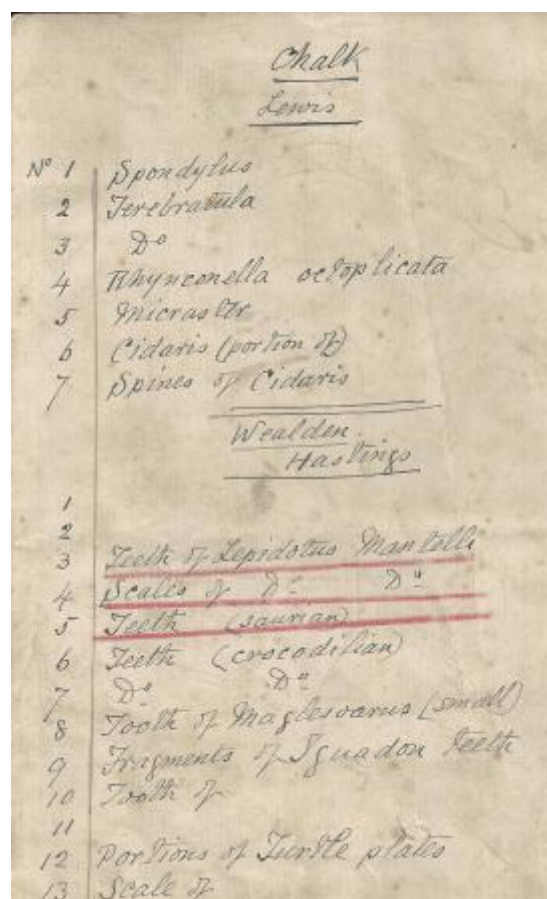 Chalk
Lewis
No 1 Spondylus
2 Terebratula
3 Do
4 Rhynconella octoplicata
5 Micraster
6 Cidaris (portion of)
7 Spines of Cidaris
Wealden
Hastings
1
2
3 Teeth of Lepidotus Mantelli
4 Scales of Do Do
5 Teeth (saurian)
6 Teeth (crocodilian)
7 Do Do
8 Tooth of (small)
9 Fragments of Teeth
10 Tooth of
11
12 Portions of Turtle plates
13 Scale of